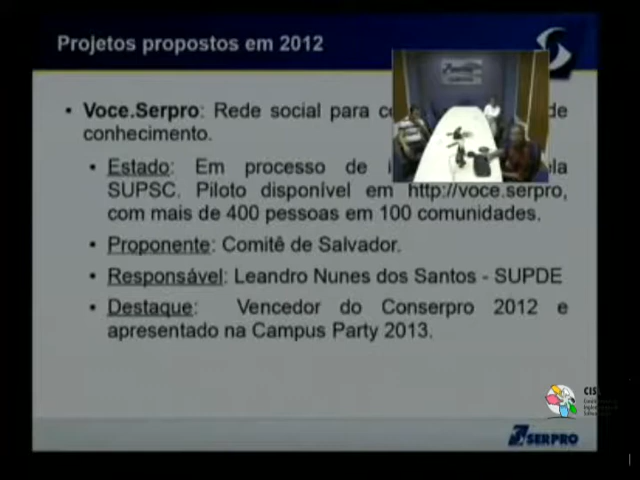 Projetos propostos em 2012
• Voce.Serpro: Rede social para de
conhecimento.
• Estado: Em processo de
SUPSC. Piloto disponível em http://voce.serpro,
com mais de 400 pessoas em 100 comunidades.
• Proponente: Comitê de Salvador.
• Responsável: Leandro Nunes dos Santos - SUPDE
• Destaque: Vencedor do Conserpro 2012 e
apresentado na Campus Party 2013.
CIS
SERPRO